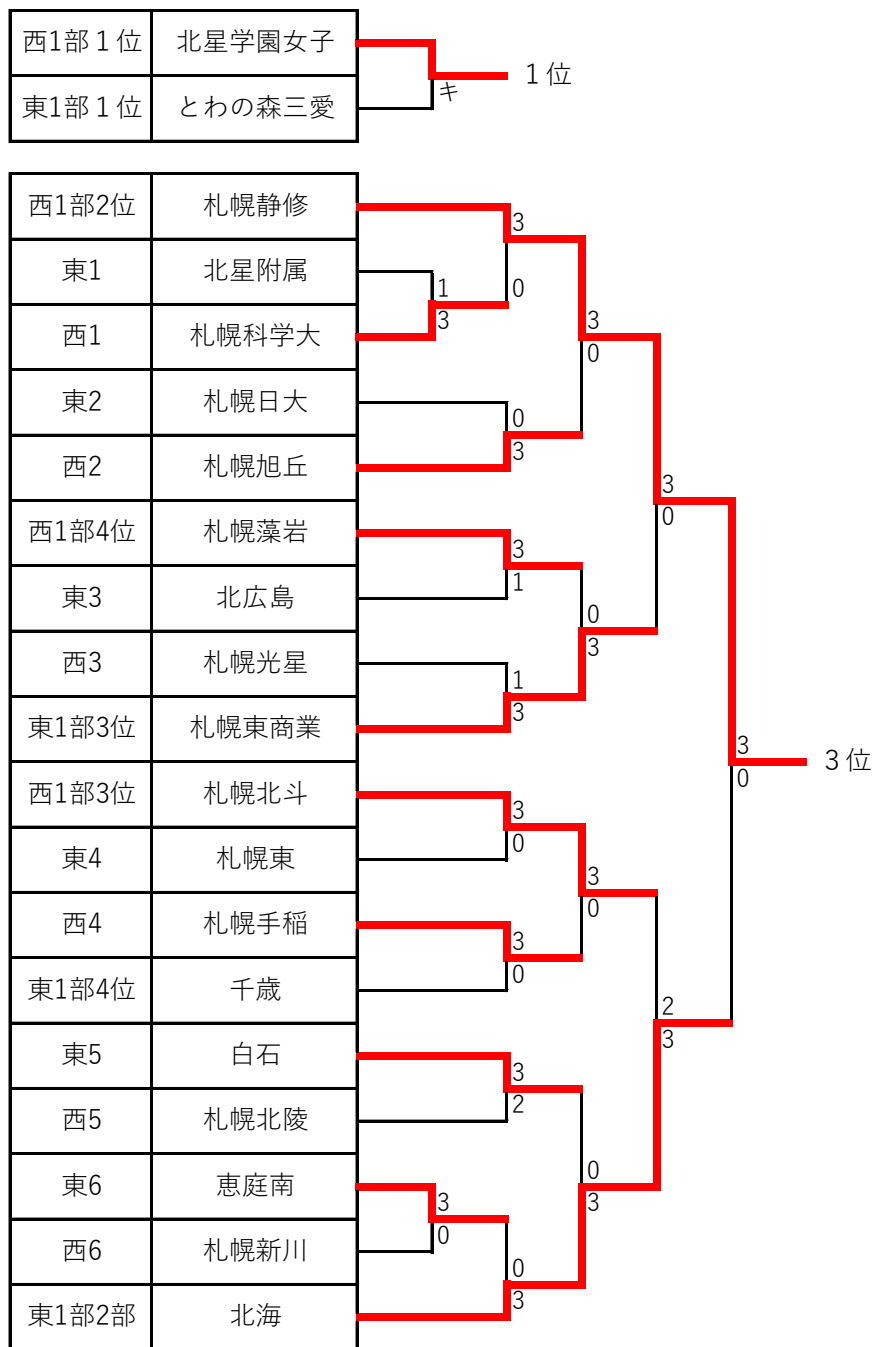 西1部１位 北星学園女子
１位
キ
東1部１位 とわの森三愛
西1部2位 札幌静修
3
東1 北星附属
1
0
西1 札幌科学大
3
3
0
東2 札幌日大
0
西2 札幌旭丘
3
3
0
西1部4位 札幌藻岩
3
東3 北広島
1
0
西3 札幌光星
3
1
東1部3位 札幌東商業
3
3
0
３位
西1部3位 札幌北斗
3
東4 札幌東
0
3
0
西4 札幌手稲
3
東1部4位 千歳
0
2
3
東5 白石
3
西5 札幌北陵
2
0
東6 恵庭南
3
3
西6 札幌新川
0
0
東1部2部 北海
3